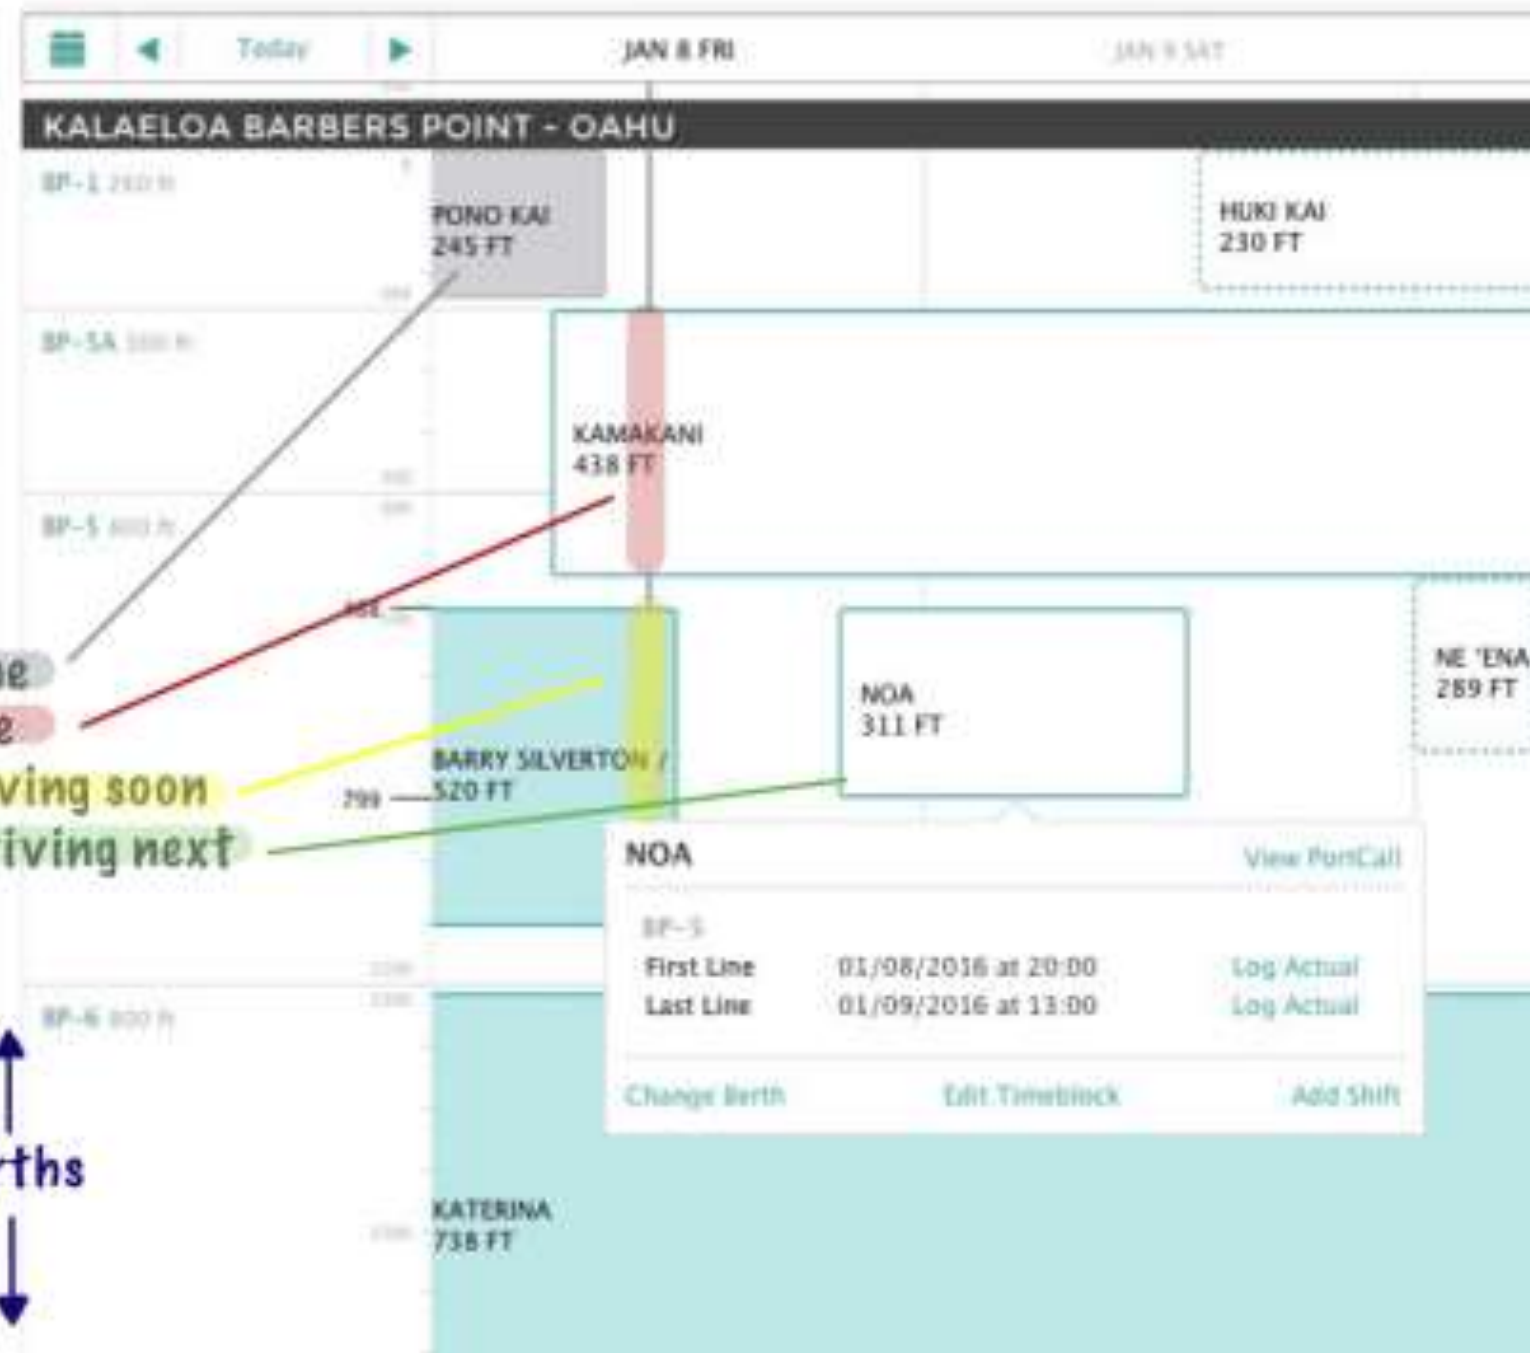 Today
JAN 8 FRI
JAN 9 SAT
KALAELOA BARBERS POINT - OAHU
BP-1
PONO KAI
245 FT
HUKI KAI
230 FT
BP-5A
KAMAKANI
438 FT
BP-5
NE 'ENA
289 FT
NOA
311 FT
BARRY SILVERTON /
799
520 FT
ving soon
iving next
NOA
View PortCall
BP-5
First Line 01/08/2016 at 20:00 Log Actual
Last Line 01/09/2016 at 13:00 Log Actual
BP-6
Change Berth Edit Timeblock Add Shift
rths
KATERINA
738 FT